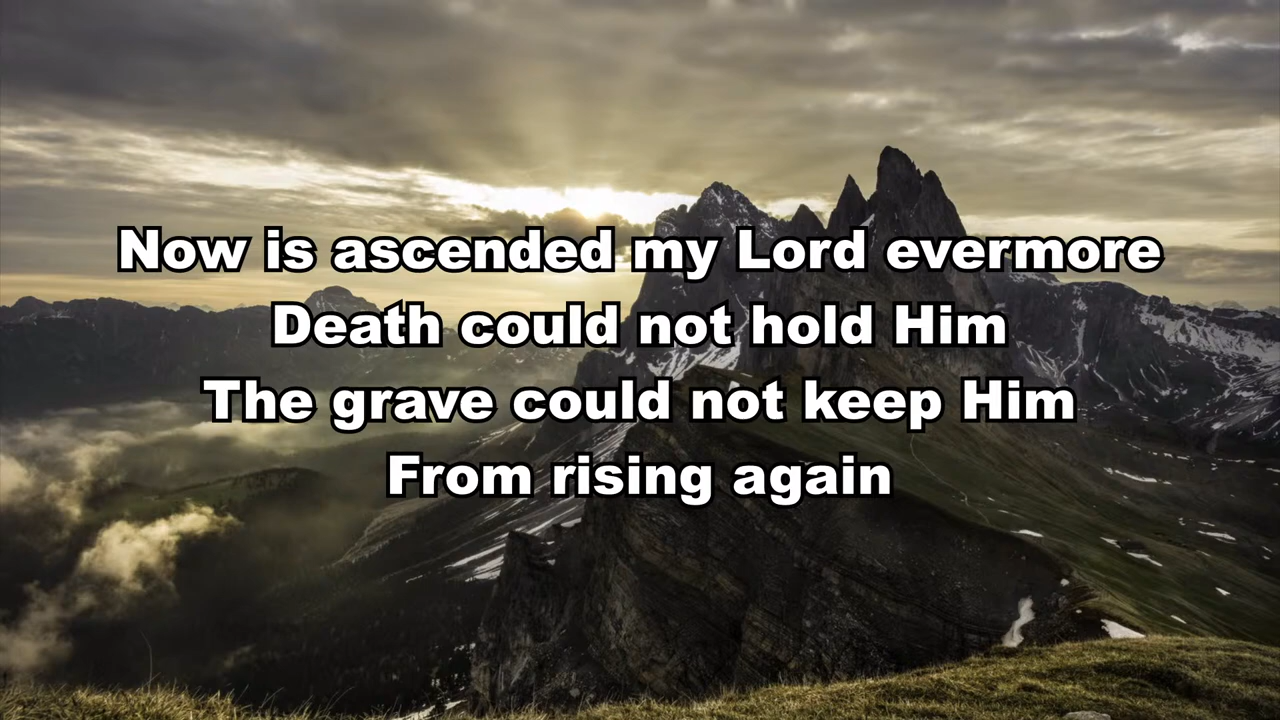 Now is ascended my Lord evermore
Death could not hold Him
The grave could not keep Him
From rising again